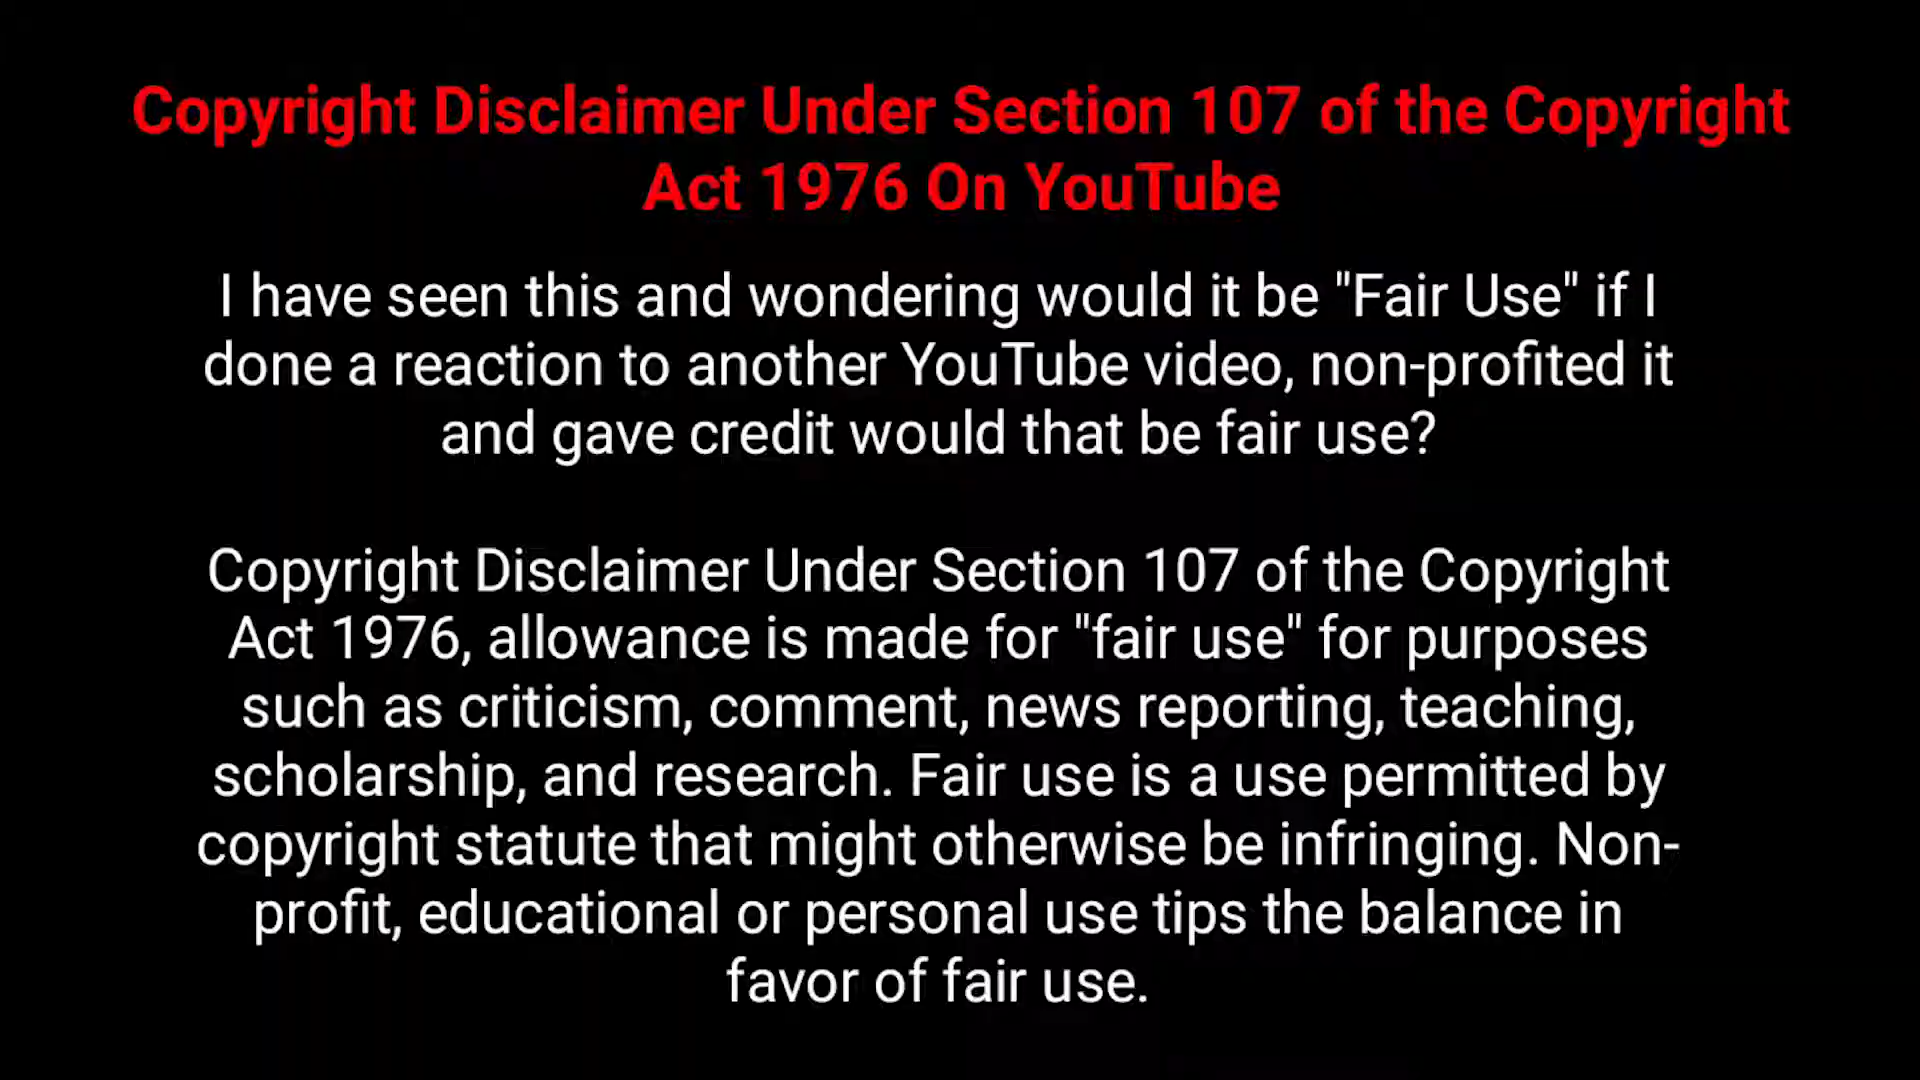 Copyright Disclaimer Under Section 107 of the Copyright
Act 1976 On YouTube
I have seen this and wondering would it be "Fair Use" if I
done a reaction to another YouTube video, non-profited it
and gave credit would that be fair use?
Copyright Disclaimer Under Section 107 of the Copyright
Act 1976, allowance is made for "fair use" for purposes
such as criticism, comment, news reporting, teaching,
scholarship, and research. Fair use is a use permitted by
copyright statute that might otherwise be infringing. Non-
profit, educational or personal use tips the balance in
favor of fair use.